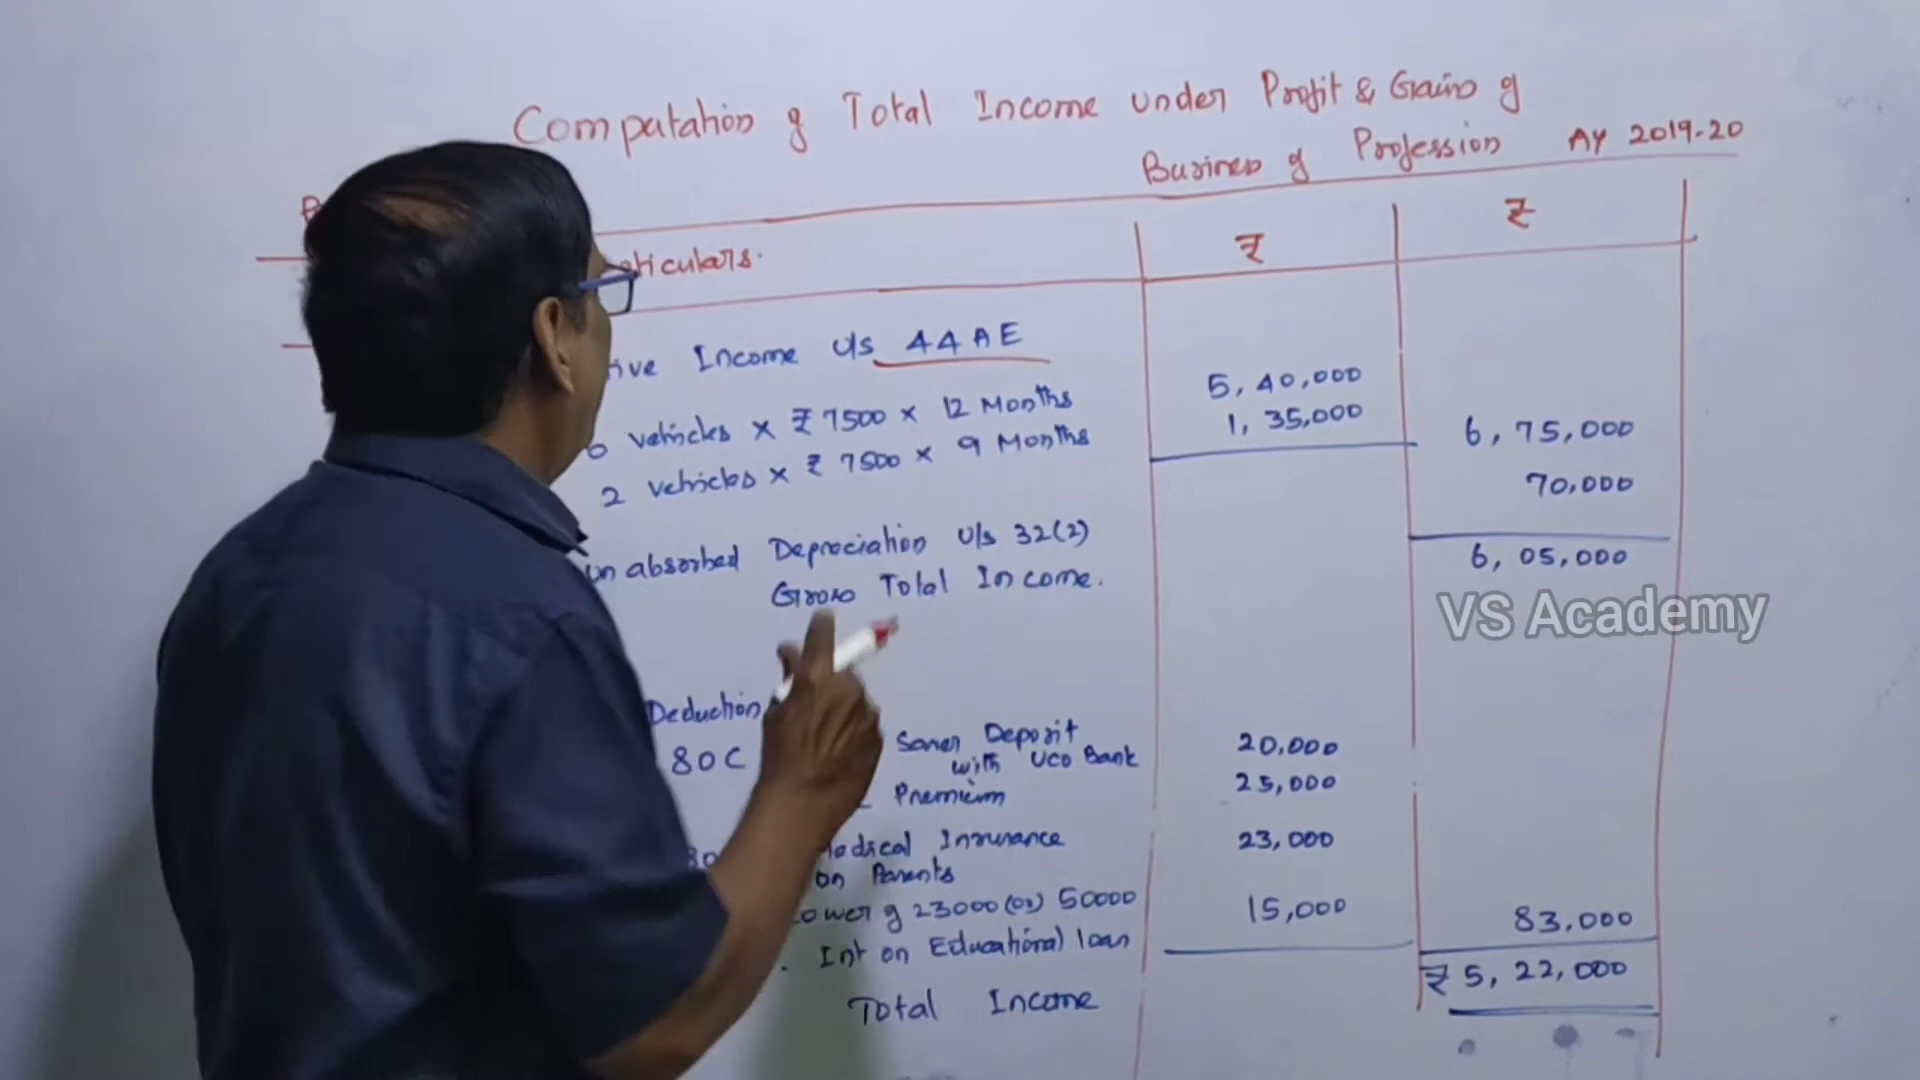 Computation of Total Income under Profit & Gains of
Business of Profession AY 2019-20
₹ ₹
Income U/s 44AE
vehicles × ₹ 7500 × 12 Months 5,40,000
2 vehicles × ₹ 7500 × 9 Months 1,35,000 6,75,000
unabsorbed Depreciation U/s 32(2) 70,000
Gross Total Income. 6,05,000
VS Academy
Deduction
80C Deposit 20,000
with UCO Bank
Premium 25,000
Medical Insurance 23,000
on Parents
Lower of 23000 (or) 50000
Int on Educational loan 15,000 83,000
Total Income ₹ 5,22,000